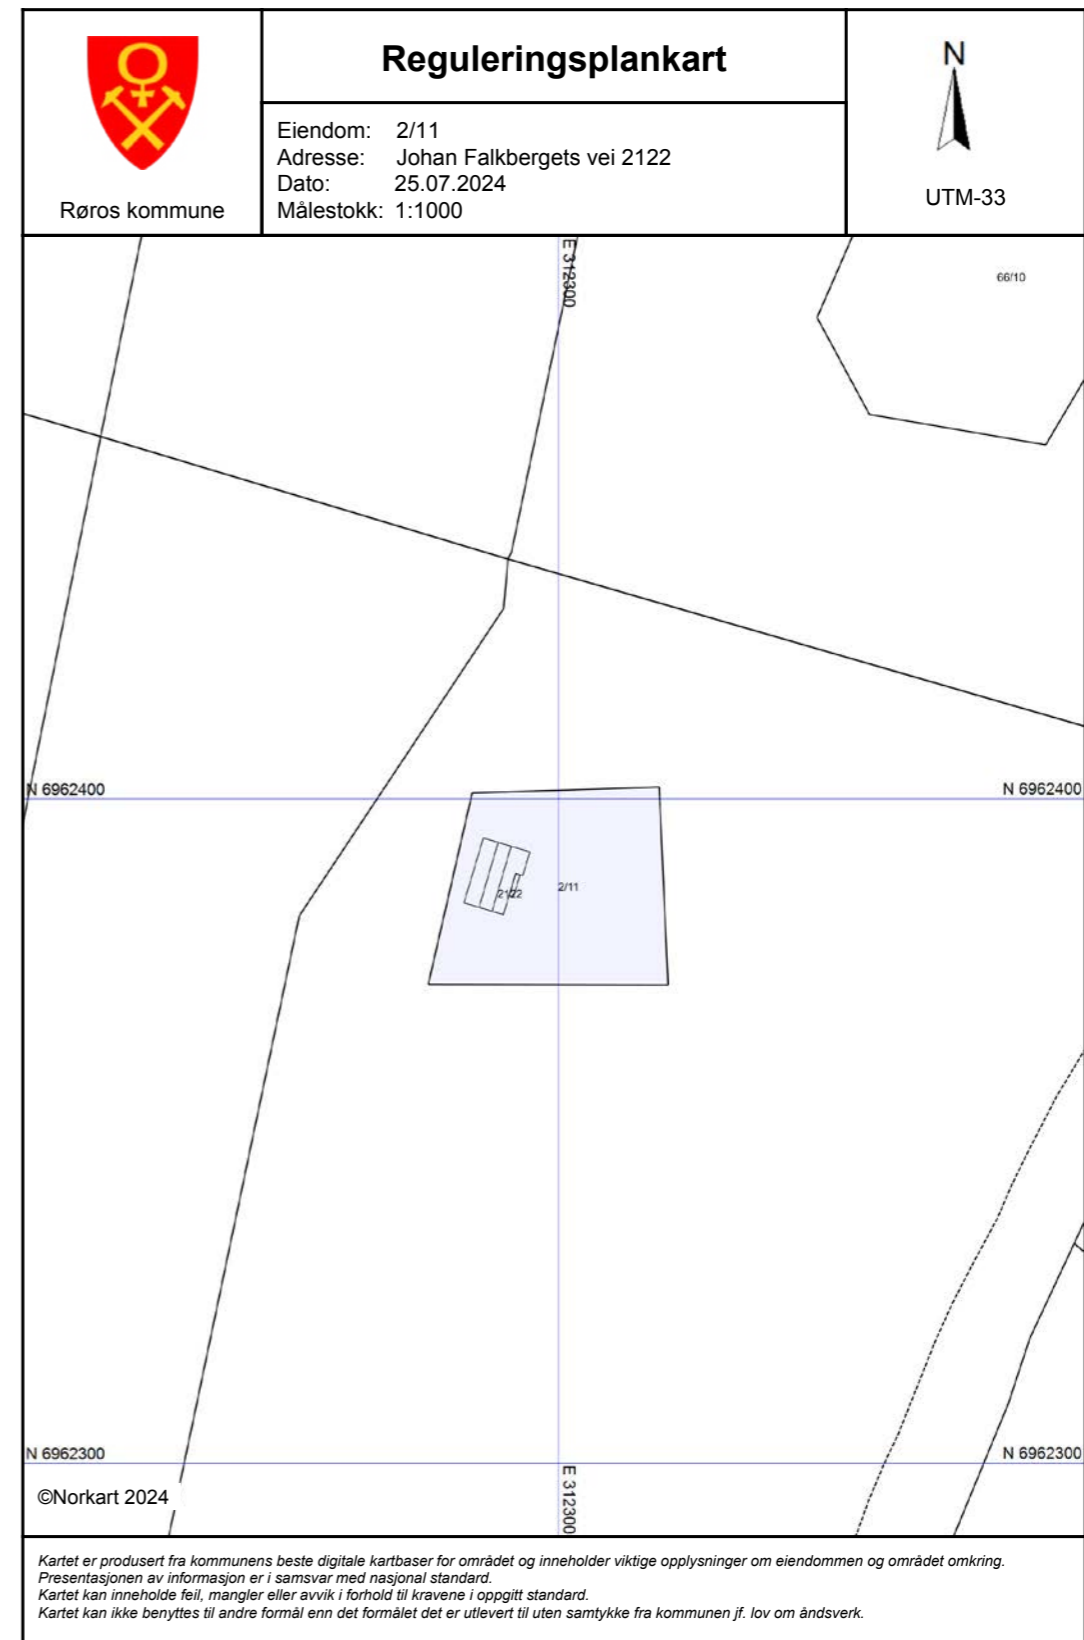 Reguleringsplankart
Røros kommune
Eiendom: 2/11
Adresse: Johan Falkbergets vei 2122
Dato: 25.07.2024
Målestokk: 1:1000
N
UTM-33
E 312300
66/10
N 6962400
N 6962400
2122
2/11
N 6962300
N 6962300
E 312300
©Norkart 2024
Kartet er produsert fra kommunens beste digitale kartbaser for området og inneholder viktige opplysninger om eiendommen og området omkring.
Presentasjonen av informasjon er i samsvar med nasjonal standard.
Kartet kan inneholde feil, mangler eller avvik i forhold til kravene i oppgitt standard.
Kartet kan ikke benyttes til andre formål enn det formålet det er utlevert til uten samtykke fra kommunen jf. lov om åndsverk.